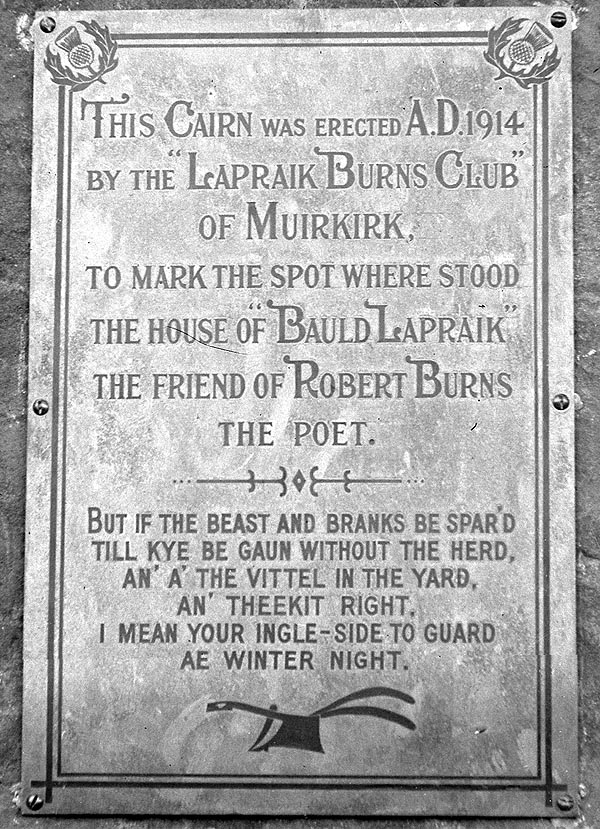 This Cairn was erected A.D. 1914
by the "Lapraik Burns Club"
of Muirkirk,
to mark the spot where stood
the house of "Bauld Lapraik"
the friend of Robert Burns
the poet.
But if the beast and branks be spar'd
till kye be gaun without the herd,
an' a' the vittel in the yard,
an' theekit right,
I mean your ingle-side to guard
ae winter night.